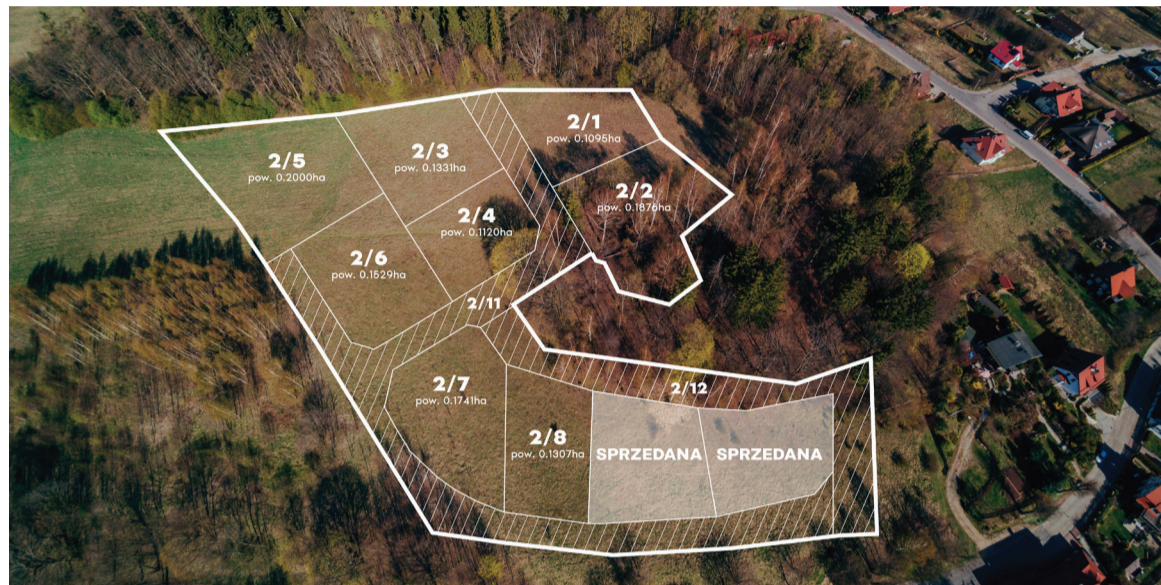 2/1
pow. 0.1095ha
2/3
pow. 0.1331ha
2/5
pow. 0.2000ha
2/2
pow. 0.1876ha
2/4
pow. 0.1120ha
2/6
pow. 0.1529ha
2/11
2/12
2/7
pow. 0.1741ha
2/8
pow. 0.1307ha
SPRZEDANA
SPRZEDANA